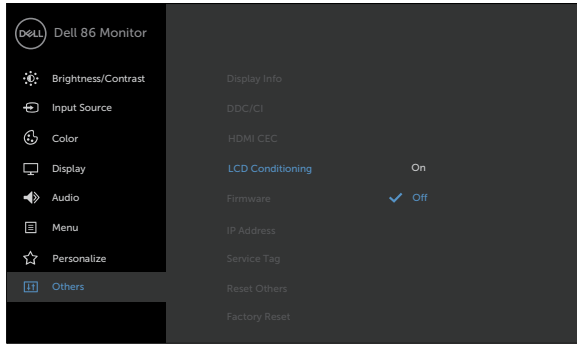 DELL Dell 86 Monitor
Brightness/Contrast
Input Source
Color
Display
Audio
Menu
Personalize
Others
Display Info
DDC/CI
HDMI CEC
LCD Conditioning On
Firmware Off
IP Address
Service Tag
Reset Others
Factory Reset